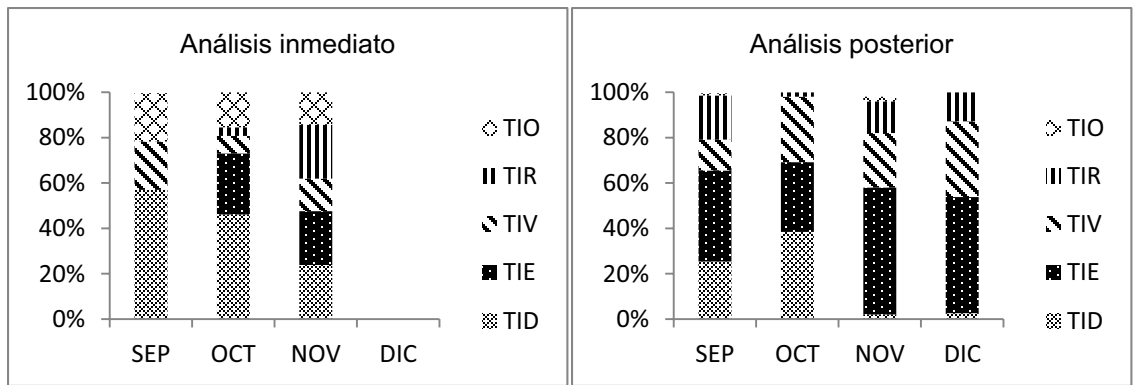 Análisis inmediato
100%
80%
60%
40%
20%
0%
SEP OCT NOV DIC
TIO
TIR
TIV
TIE
TID
Análisis posterior
100%
80%
60%
40%
20%
0%
SEP OCT NOV DIC
TIO
TIR
TIV
TIE
TID